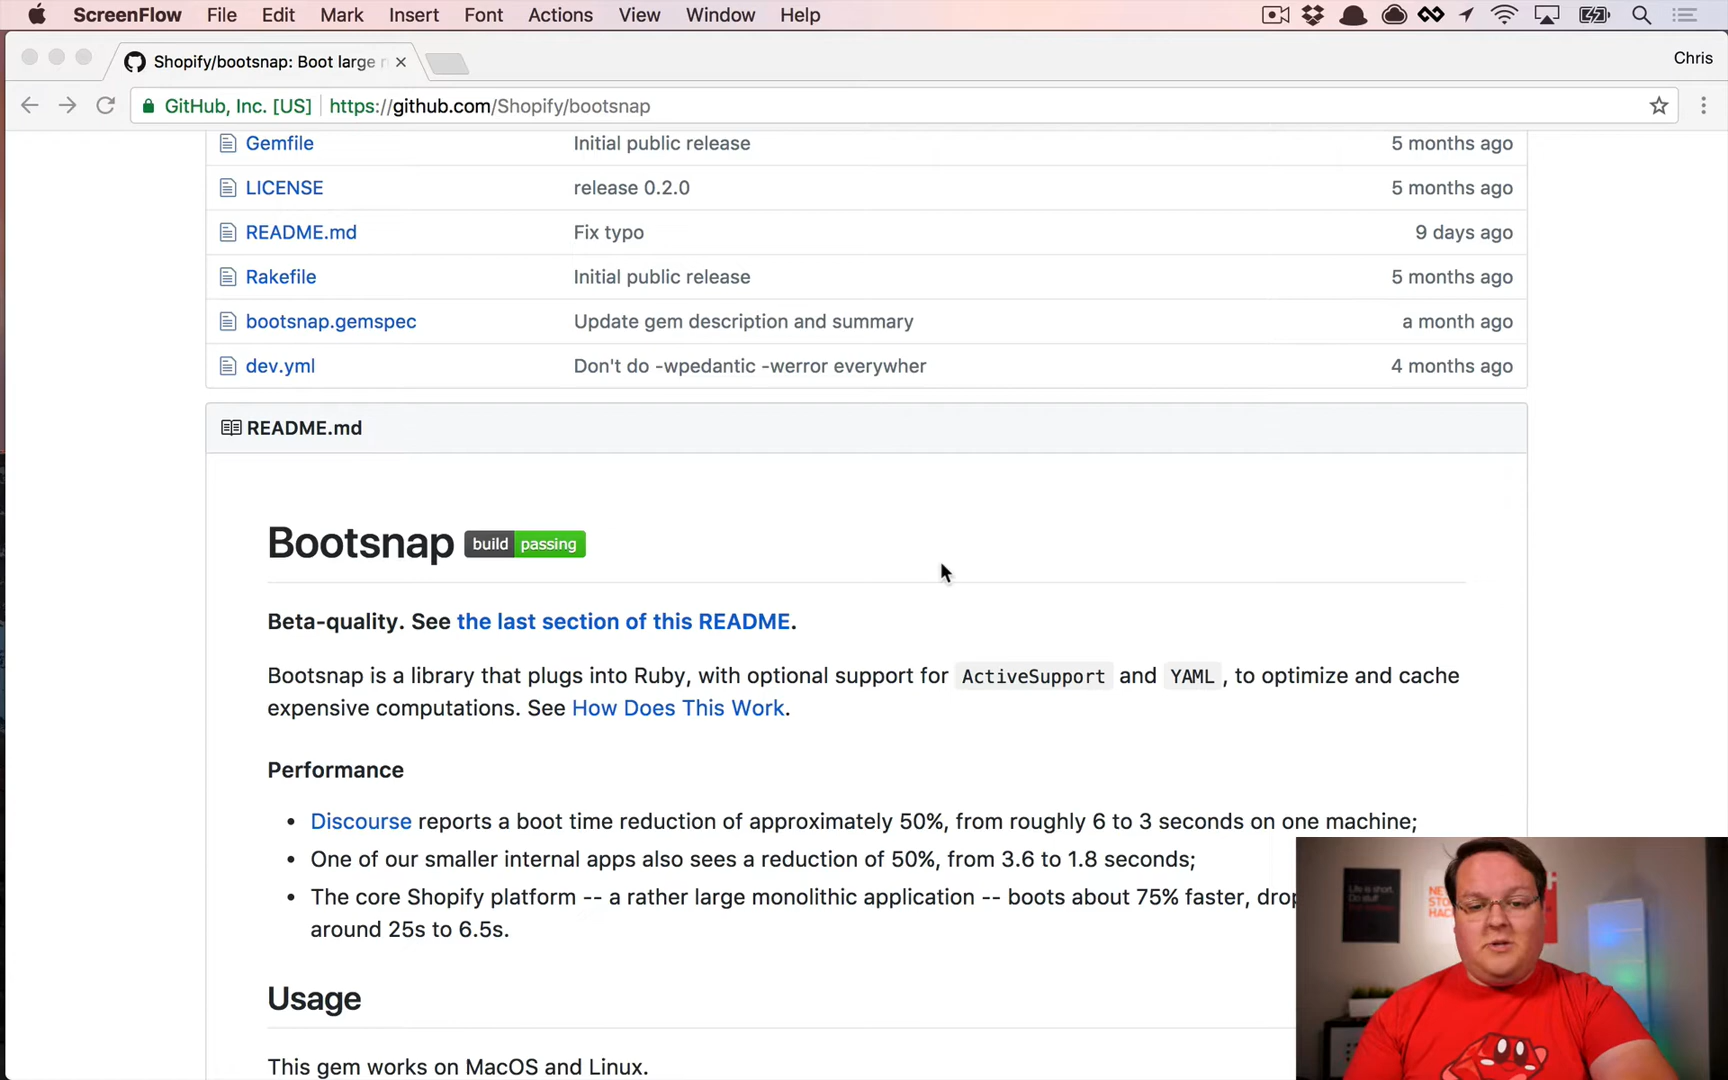 ScreenFlow File Edit Mark Insert Font Actions View Window Help
Shopify/bootsnap: Boot large
Chris
GitHub, Inc. [US] https://github.com/Shopify/bootsnap
Gemfile Initial public release 5 months ago
LICENSE release 0.2.0 5 months ago
README.md Fix typo 9 days ago
Rakefile Initial public release 5 months ago
bootsnap.gemspec Update gem description and summary a month ago
dev.yml Don't do -wpedantic -werror everywher 4 months ago
README.md
Bootsnap build passing
Beta-quality. See the last section of this README.
Bootsnap is a library that plugs into Ruby, with optional support for ActiveSupport and YAML, to optimize and cache
expensive computations. See How Does This Work.
Performance
• Discourse reports a boot time reduction of approximately 50%, from roughly 6 to 3 seconds on one machine;
• One of our smaller internal apps also sees a reduction of 50%, from 3.6 to 1.8 seconds;
• The core Shopify platform -- a rather large monolithic application -- boots about 75% faster, drop
around 25s to 6.5s.
Usage
This gem works on MacOS and Linux.
Life is short.
Do stuff